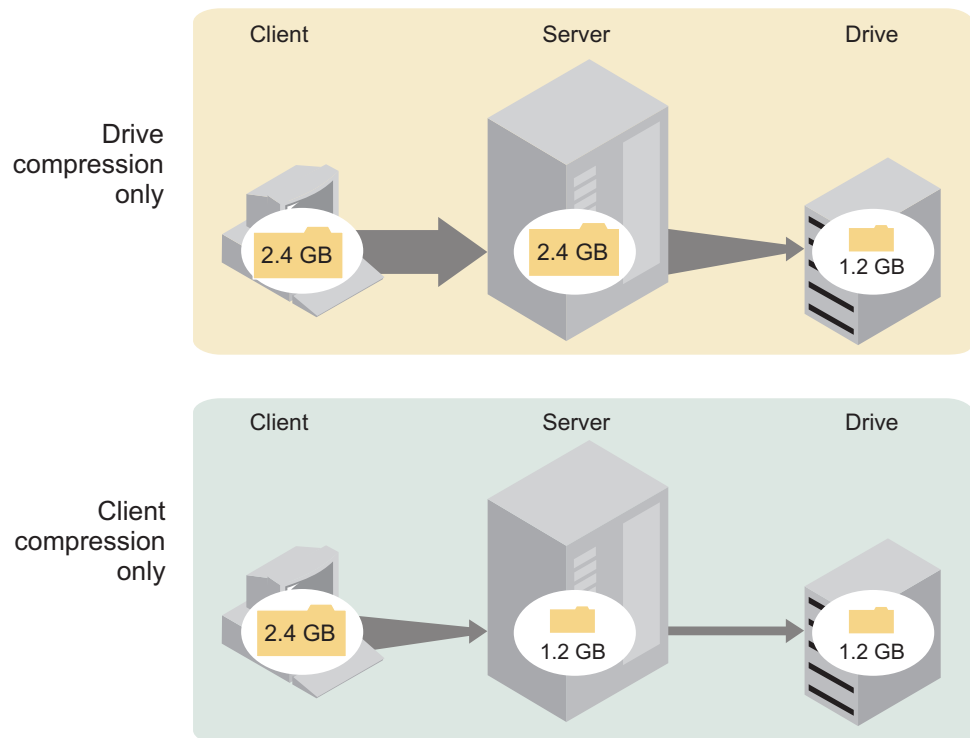 Client Server Drive
Drive
compression
only
2.4 GB 2.4 GB 1.2 GB
Client Server Drive
Client
compression
only
2.4 GB 1.2 GB 1.2 GB